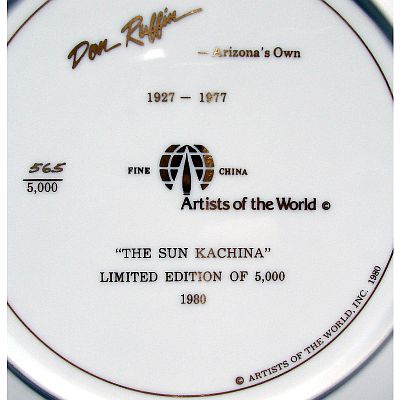 Don Ruffin
– Arizona's Own
1927 – 1977
565
5,000
FINE CHINA
Artists of the World ©
"THE SUN KACHINA"
LIMITED EDITION OF 5,000
1980
© ARTISTS OF THE WORLD, INC. 1980